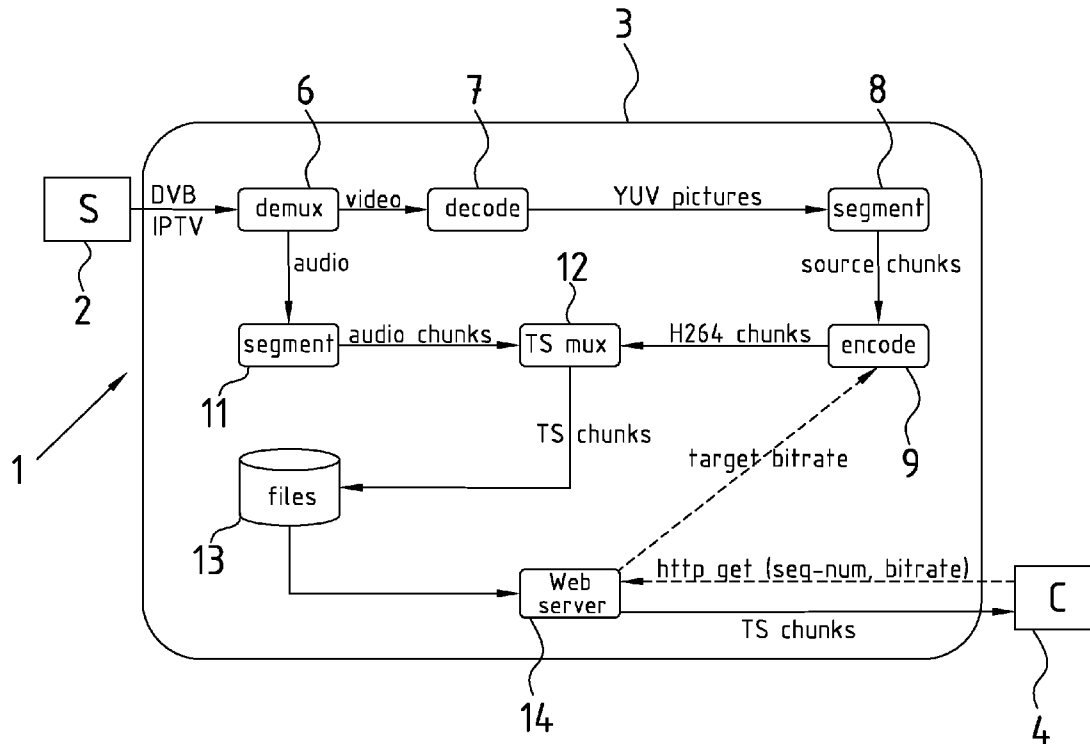 3
6
7
8
S
DVB
IPTV
demux
video
decode
YUV pictures
segment
2
audio
12
source chunks
segment
audio chunks
TS mux
H264 chunks
encode
11
1
TS chunks
target bitrate
9
files
13
Web
server
http get (seq-num, bitrate)
C
TS chunks
14
4